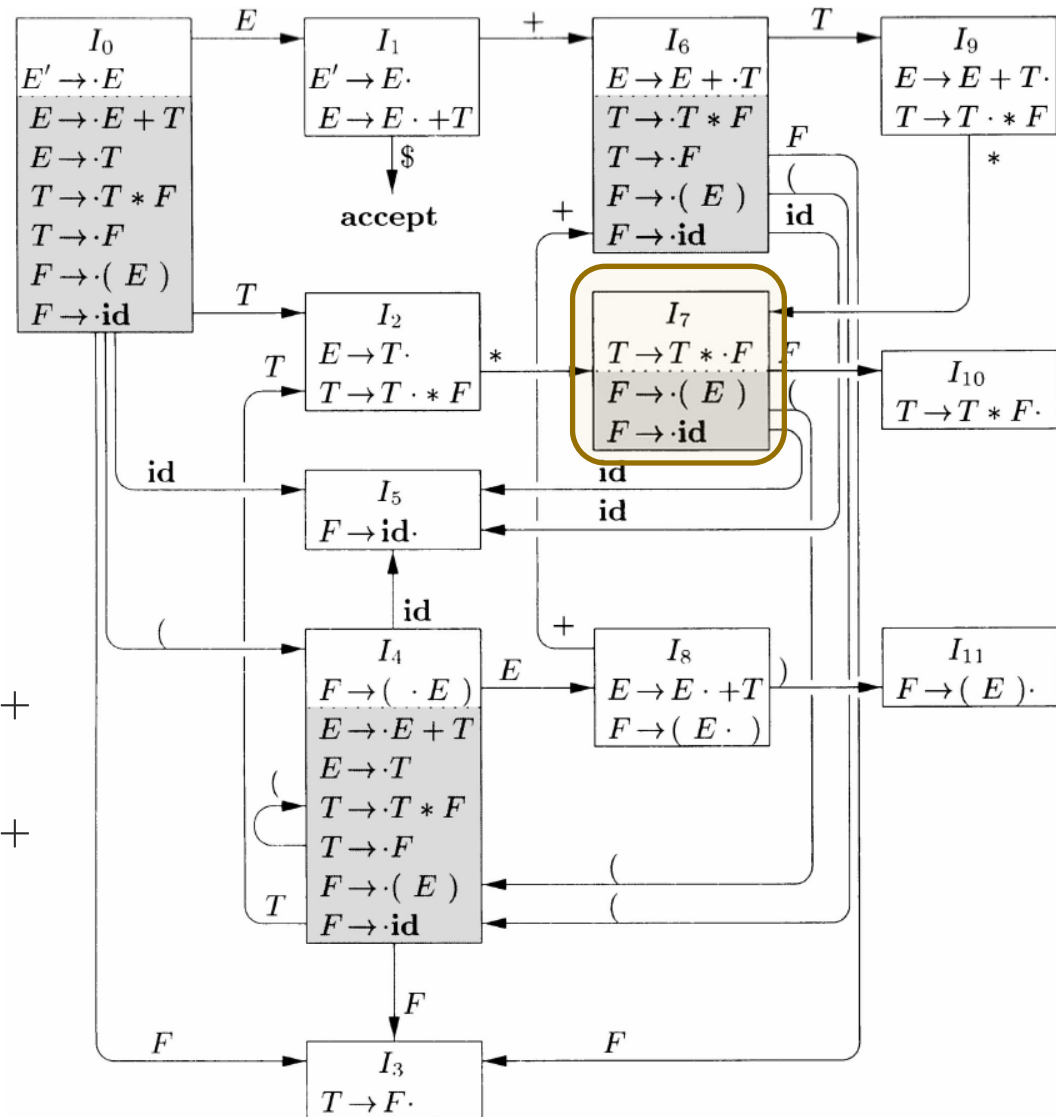 I₀
E′ → ·E
E → ·E + T
E → ·T
T → ·T * F
T → ·F
F → ·( E )
F → ·id
E
I₁
E′ → E·
E → E · +T
$
accept
+
I₆
E → E + ·T
T → ·T * F
T → ·F
F → ·( E )
F → ·id
T
I₉
E → E + T·
T → T · * F
*
F
(
id
+
T
I₂
E → T·
T → T · * F
T
*
I₇
T → T * ·F
F → ·( E )
F → ·id
F
(
I₁₀
T → T * F·
id
id
id
I₅
F → id·
id
(
I₄
F → ( · E )
E → ·E + T
E → ·T
T → ·T * F
T → ·F
F → ·( E )
F → ·id
E
+
I₈
E → E · +T
F → ( E · )
)
I₁₁
F → ( E )·
+
+
(
T
(
(
F
F
F
I₃
T → F·